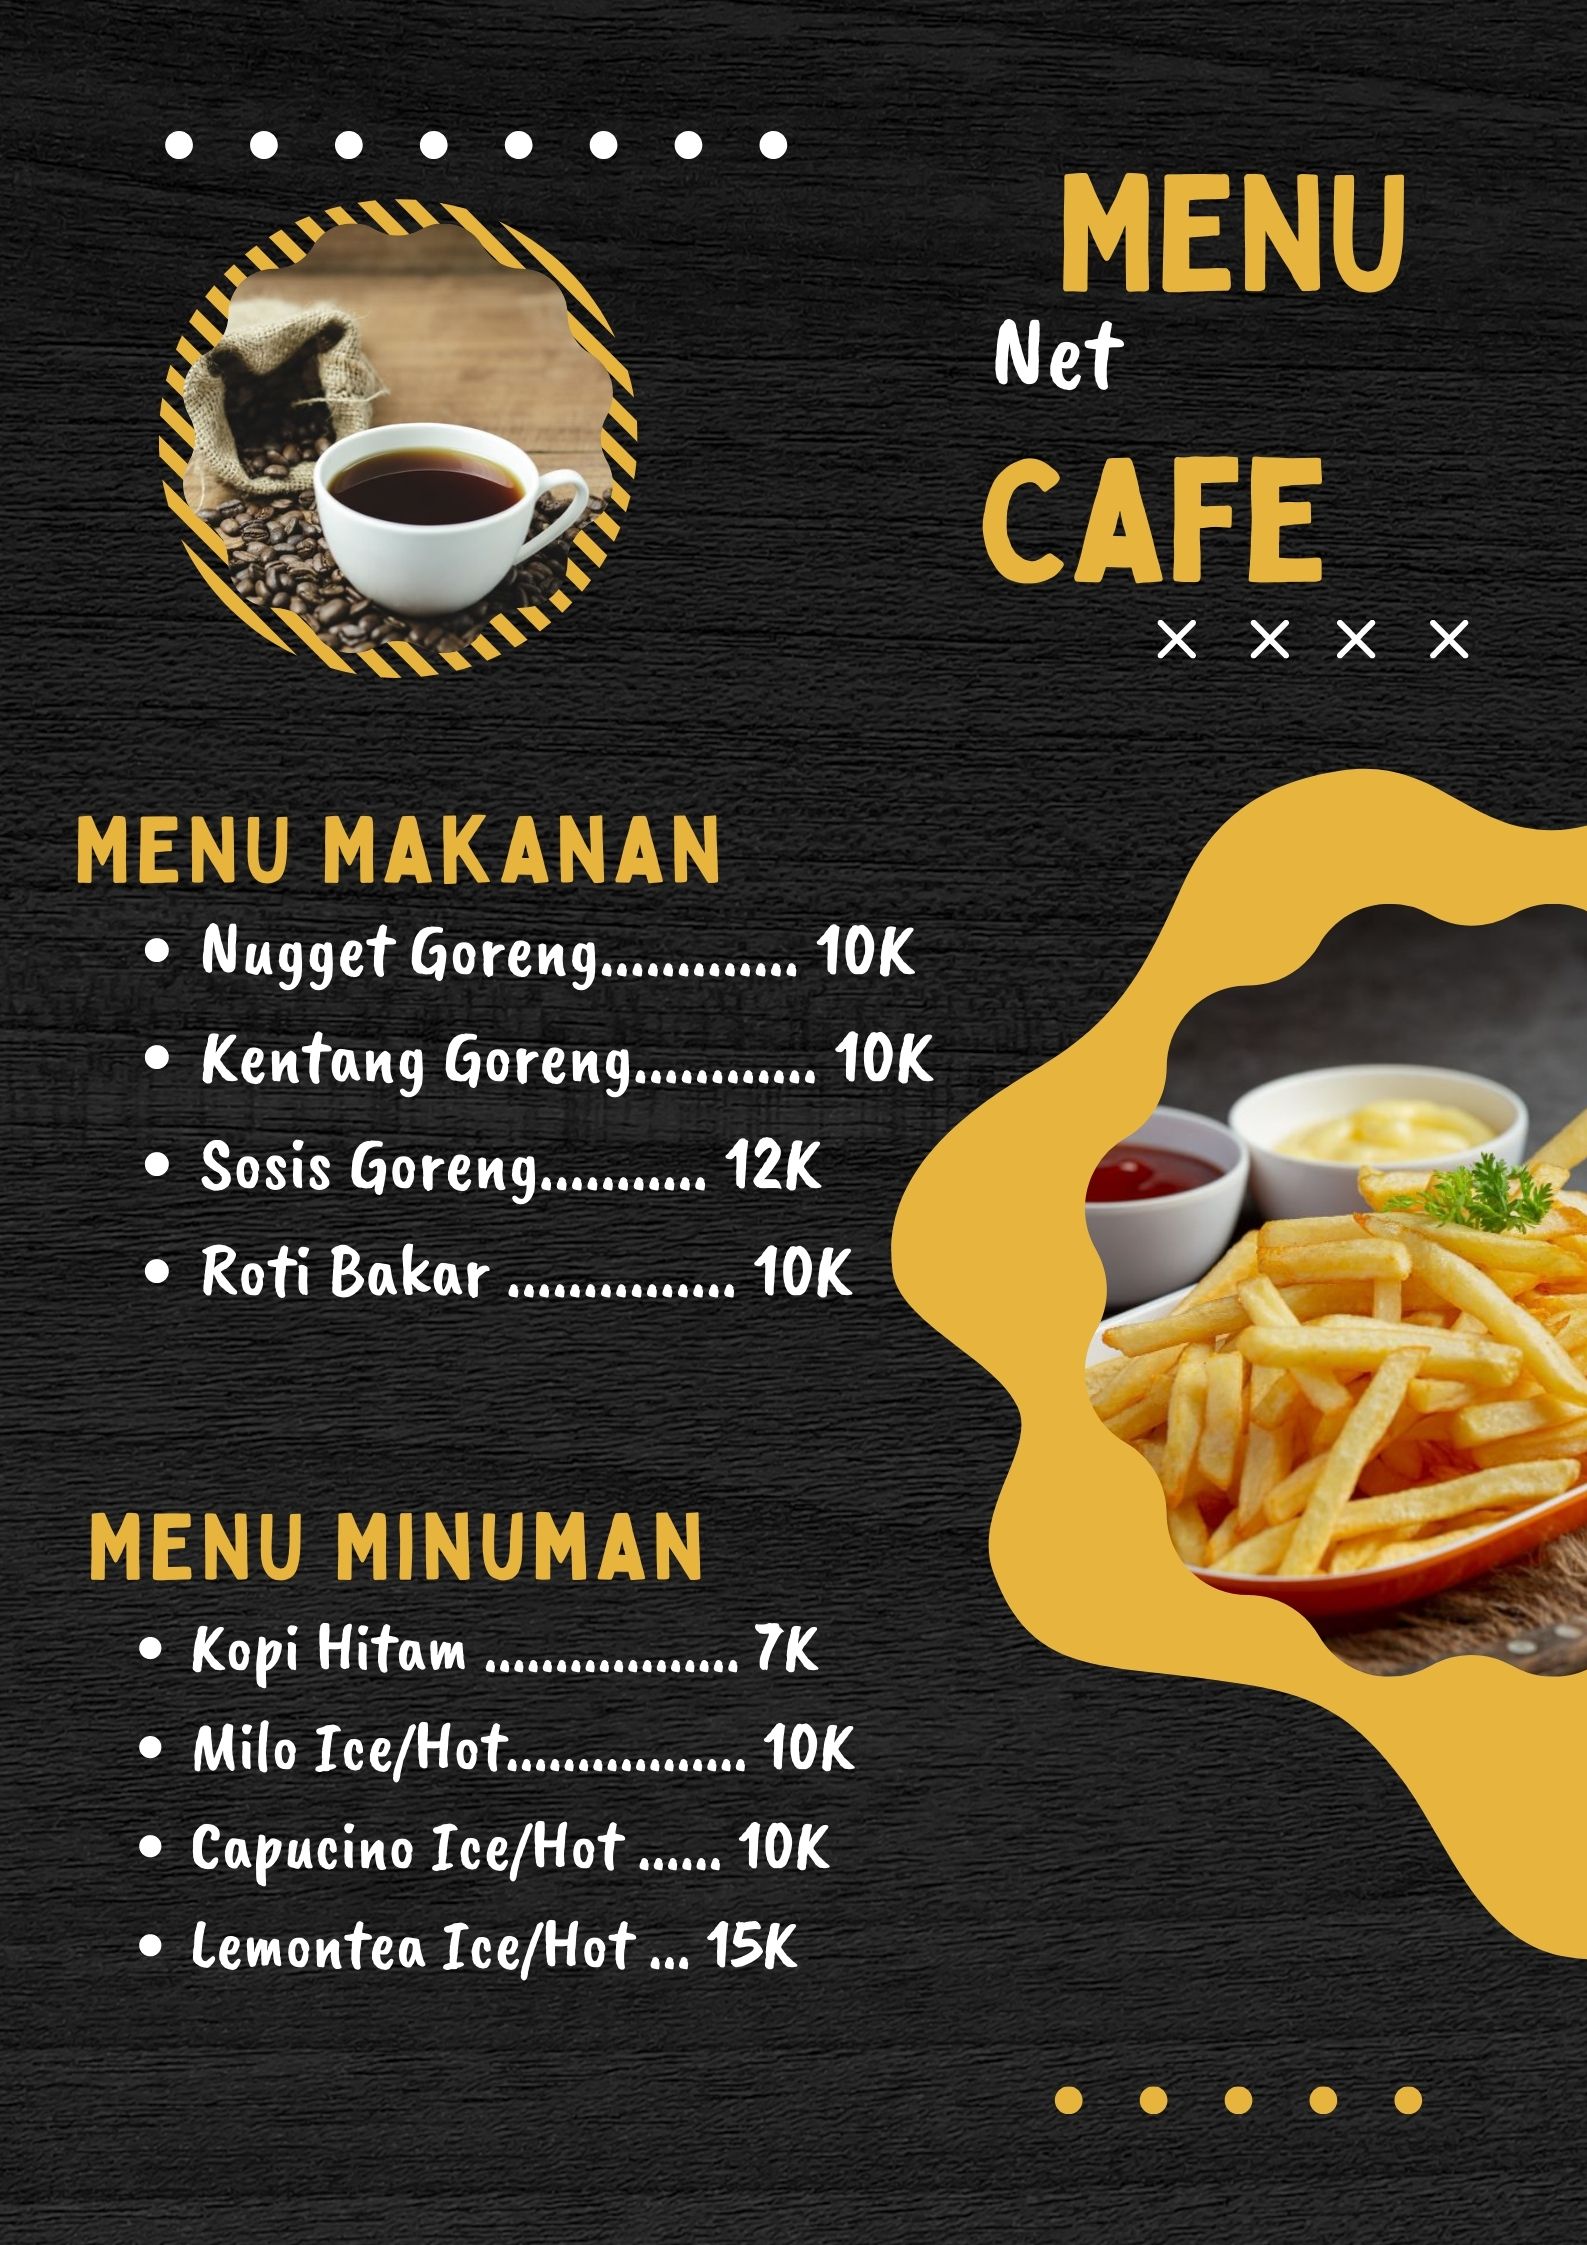 MENU
Net
CAFE
MENU MAKANAN
• Nugget Goreng............. 10K
• Kentang Goreng............ 10K
• Sosis Goreng........... 12K
• Roti Bakar ............... 10K
MENU MINUMAN
• Kopi Hitam .................. 7K
• Milo Ice/Hot................. 10K
• Capucino Ice/Hot ...... 10K
• Lemontea Ice/Hot ... 15K